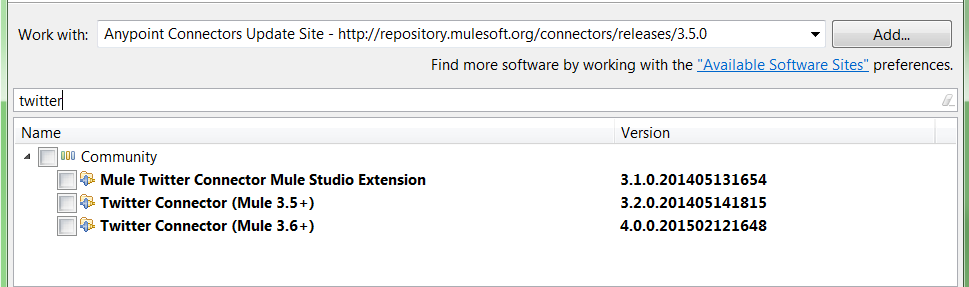 Work with: Anypoint Connectors Update Site - http://repository.mulesoft.org/connectors/releases/3.5.0 Add...
Find more software by working with the "Available Software Sites" preferences.
twitter
Name Version
Community
Mule Twitter Connector Mule Studio Extension 3.1.0.201405131654
Twitter Connector (Mule 3.5+) 3.2.0.201405141815
Twitter Connector (Mule 3.6+) 4.0.0.201502121648